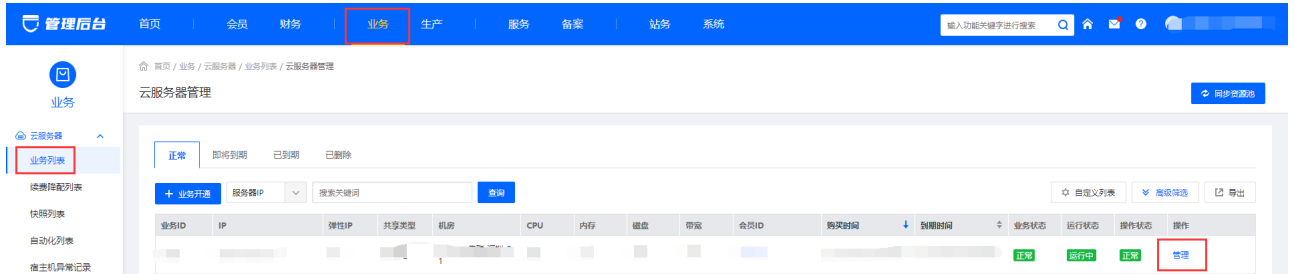 管理后台 首页 会员 财务 业务 生产 服务 备案 站务 系统 输入功能关键字进行搜索
首页 / 业务 / 云服务器 / 业务列表 / 云服务器管理
业务
云服务器管理 同步资源池
云服务器
业务列表
续费降配列表
快照列表
自动化列表
宿主机异常记录
正常 即将到期 已到期 已删除
+ 业务开通 服务器IP 搜索关键词 查询 自定义列表 高级筛选 导出
业务ID IP 弹性IP 共享类型 机房 CPU 内存 磁盘 带宽 会员ID 购买时间 到期时间 业务状态 运行状态 操作状态 操作
1 正常 运行中 正常 管理